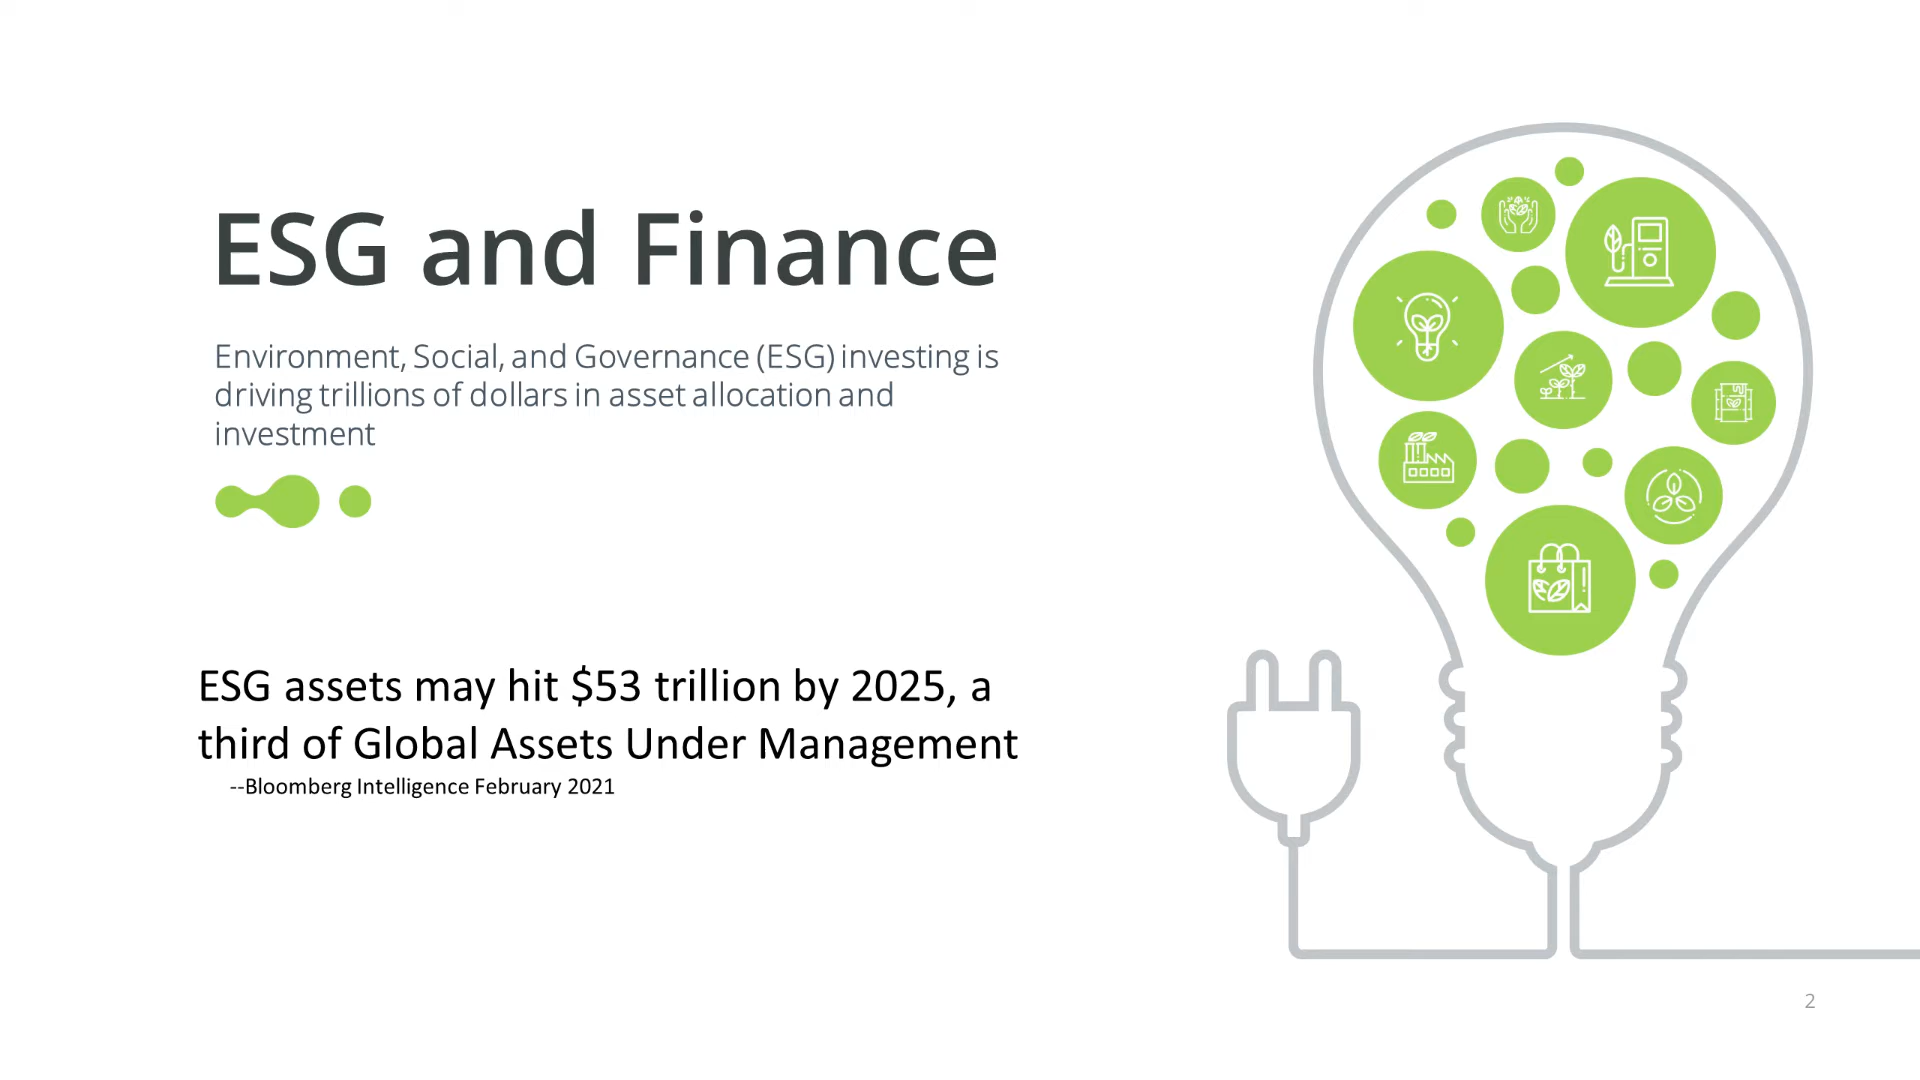 ESG and Finance
Environment, Social, and Governance (ESG) investing is
driving trillions of dollars in asset allocation and
investment
ESG assets may hit $53 trillion by 2025, a
third of Global Assets Under Management
--Bloomberg Intelligence February 2021
2